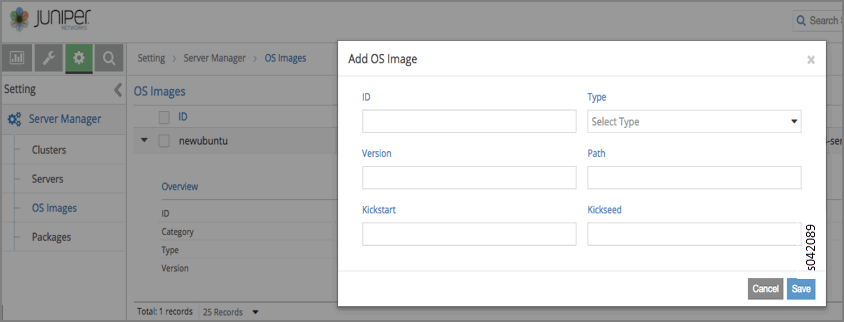 JUNIPER
NETWORKS
Search S
Setting > Server Manager > OS Images
Add OS Image
×
Setting
Server Manager
Clusters
Servers
OS Images
Packages
OS Images
ID
newubuntu
-ser
Overview
ID
Category
Type
Version
Total: 1 records
25 Records
ID
Type
Select Type
Version
Path
Kickstart
Kickseed
Cancel
Save
s042089